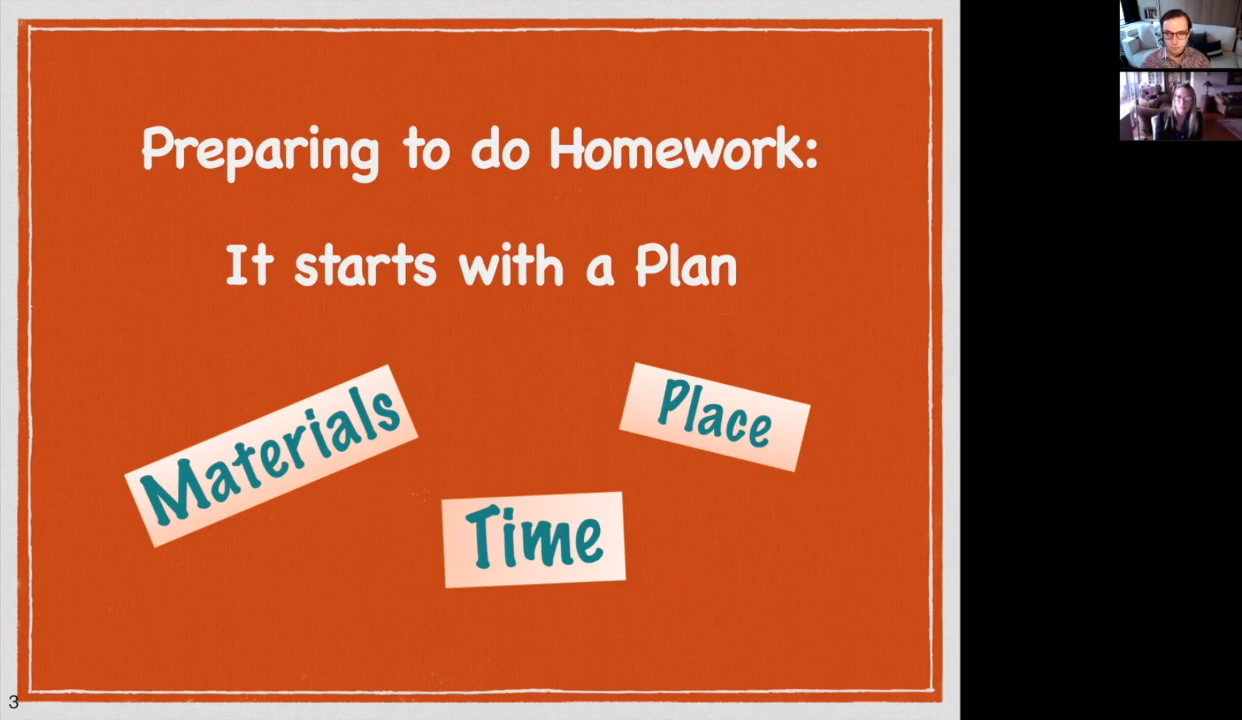 Preparing to do Homework:
It starts with a Plan
Materials
Place
Time
3